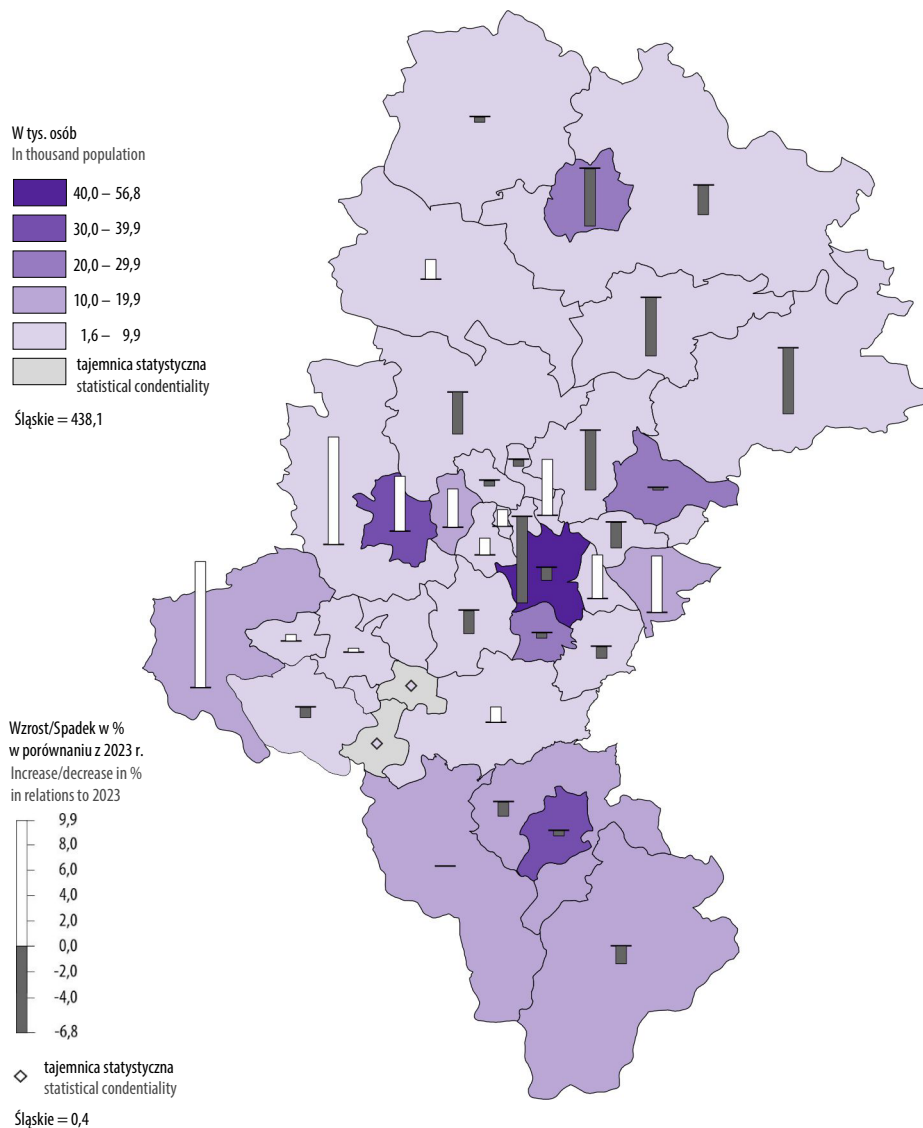 W tys. osób
In thousand population
40,0 – 56,8
30,0 – 39,9
20,0 – 29,9
10,0 – 19,9
1,6 – 9,9
tajemnica statystyczna
statistical condentiality
Śląskie = 438,1
Wzrost/Spadek w %
w porównaniu z 2023 r.
Increase/decrease in %
in relations to 2023
9,9
8,0
6,0
4,0
2,0
0,0
-2,0
-4,0
-6,8
tajemnica statystyczna
statistical condentiality
Śląskie = 0,4